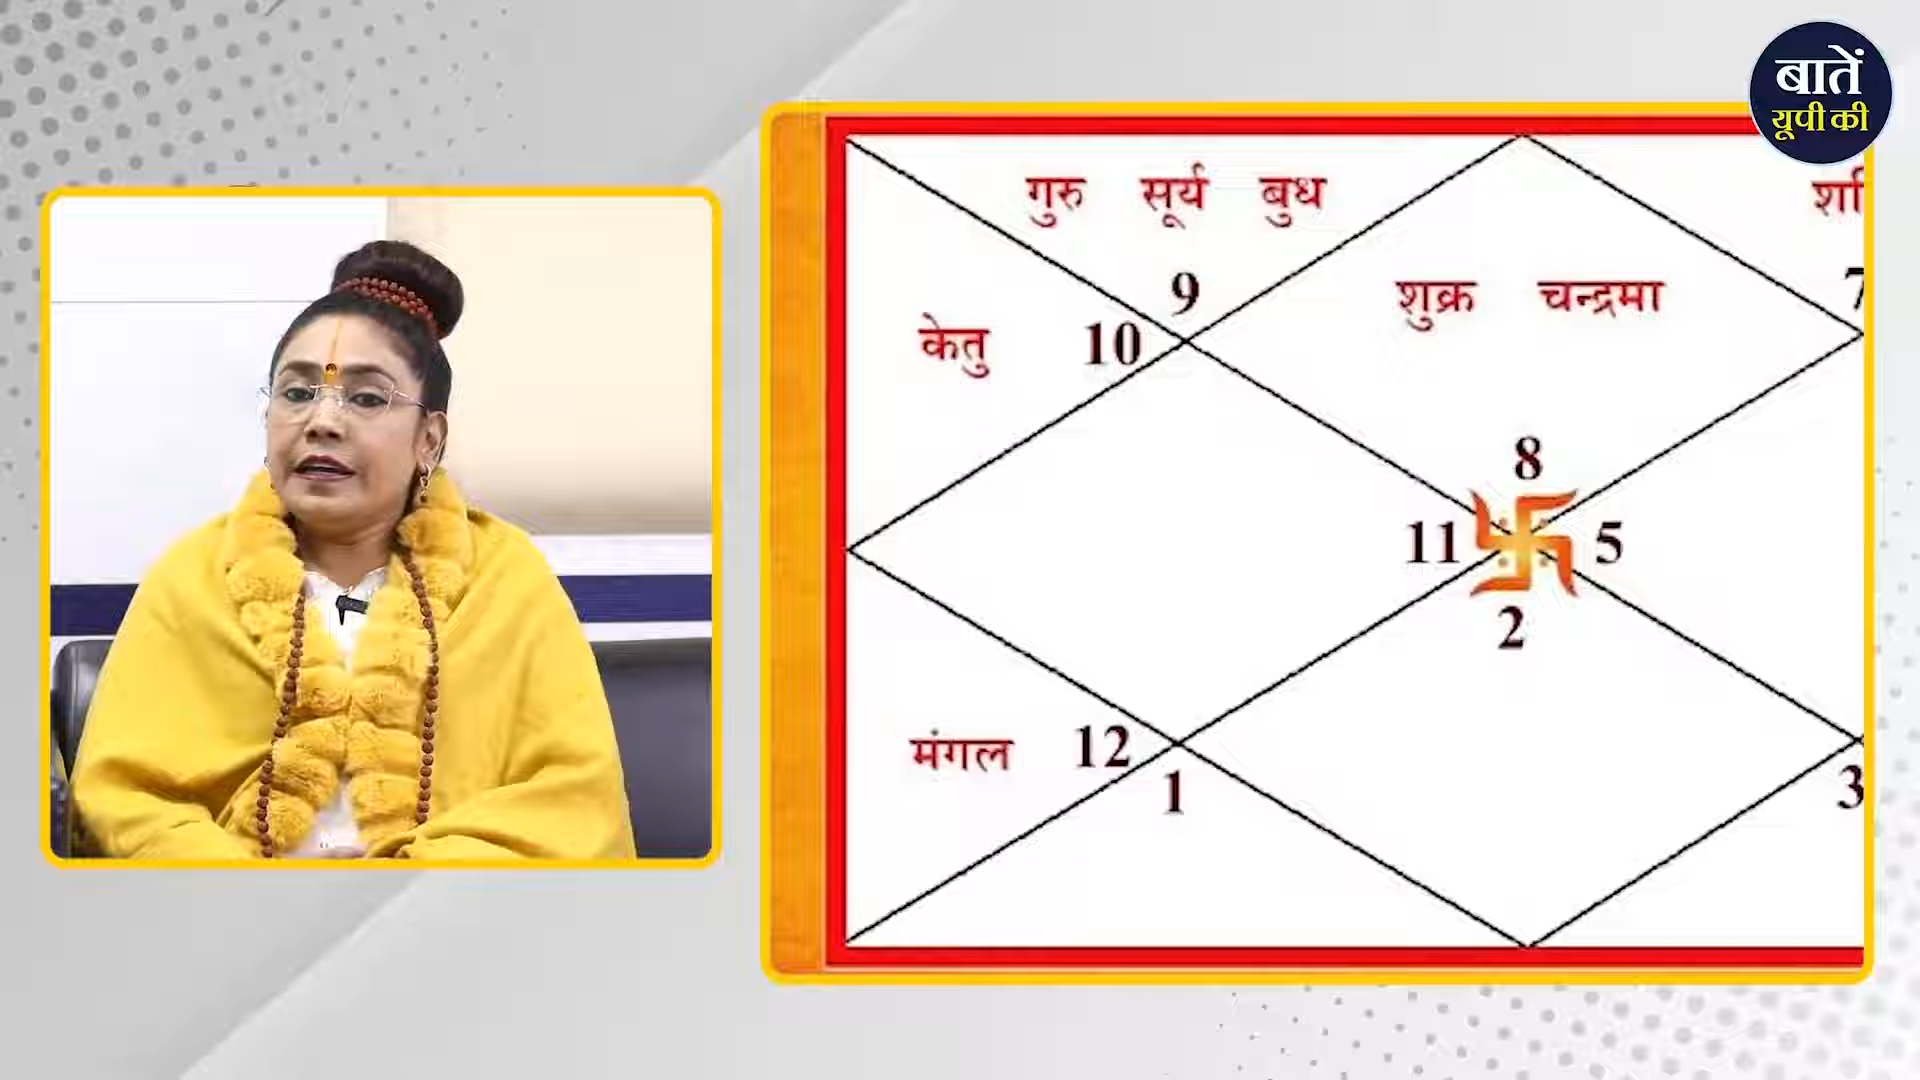 बातें
यूपी की
गुरु सूर्य बुध
9
केतु 10
शुक्र चन्द्रमा
7
8
11 5
2
मंगल 12
1
3